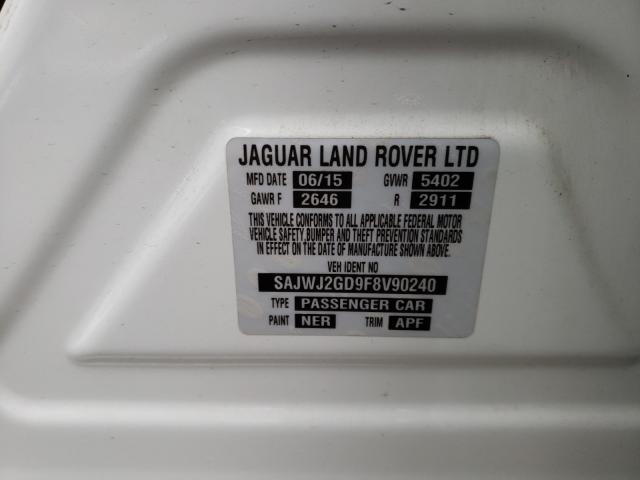 JAGUAR LAND ROVER LTD
MFD DATE 06/15 GVWR 5402
GAWR F 2646 R 2911
THIS VEHICLE CONFORMS TO ALL APPLICABLE FEDERAL MOTOR
VEHICLE SAFETY,BUMPER AND THEFT PREVENTION STANDARDS
IN EFFECT ON THE DATE OF MANUFACTURE SHOWN ABOVE.
VEH IDENT NO
SAJWJ2GD9F8V90240
TYPE PASSENGER CAR
PAINT NER TRIM APF